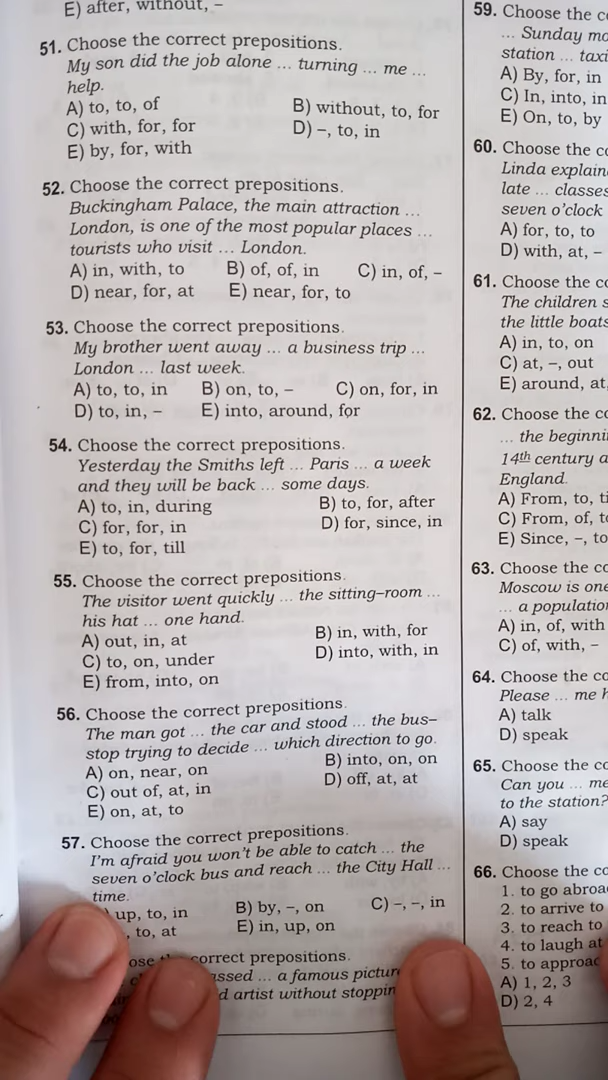 E) after, without, –
51. Choose the correct prepositions.
My son did the job alone ... turning ... me ...
help.
A) to, to, of B) without, to, for
C) with, for, for D) –, to, in
E) by, for, with
52. Choose the correct prepositions.
Buckingham Palace, the main attraction ...
London, is one of the most popular places ...
tourists who visit ... London.
A) in, with, to B) of, of, in C) in, of, –
D) near, for, at E) near, for, to
53. Choose the correct prepositions.
My brother went away ... a business trip ...
London ... last week.
A) to, to, in B) on, to, – C) on, for, in
D) to, in, – E) into, around, for
54. Choose the correct prepositions.
Yesterday the Smiths left ... Paris ... a week
and they will be back ... some days.
A) to, in, during B) to, for, after
C) for, for, in D) for, since, in
E) to, for, till
55. Choose the correct prepositions.
The visitor went quickly ... the sitting–room ...
his hat ... one hand.
A) out, in, at B) in, with, for
C) to, on, under D) into, with, in
E) from, into, on
56. Choose the correct prepositions.
The man got ... the car and stood ... the bus–
stop trying to decide ... which direction to go.
A) on, near, on B) into, on, on
C) out of, at, in D) off, at, at
E) on, at, to
57. Choose the correct prepositions.
I'm afraid you won't be able to catch ... the
seven o'clock bus and reach ... the City Hall ...
time.
up, to, in B) by, –, on C) –, –, in
, to, at E) in, up, on
correct prepositions.
... a famous
artist without
59. Choose the
... Sunday
station ...
A) By, for, in
C) In, into, in
E) On, to, by
60. Choose the
Linda
late ... classes
seven o'clock
A) for, to, to
D) with, at, –
61. Choose the
The children
the little boats
A) in, to, on
C) at, –, out
E) around, at,
62. Choose the
... the
14th century
England.
A) From, to,
C) From, of,
E) Since, –, to
63. Choose the
Moscow is one
... a
A) in, of, with
C) of, with, –
64. Choose the
Please ... me
A) talk
D) speak
65. Choose the
Can you ... me
to the station?
A) say
D) speak
66. Choose the
1. to go
2. to arrive to
3. to reach to
4. to laugh at
5. to
A) 1, 2, 3
D) 2, 4